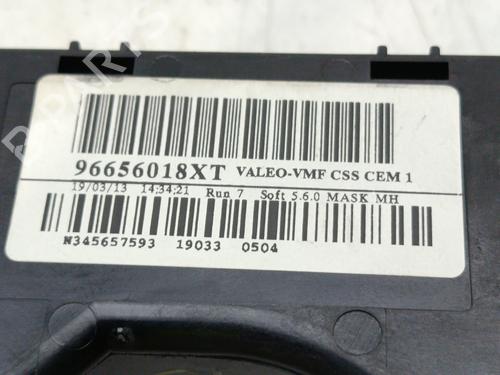 96656018XT VALEO-VMF CSS CEM 1
19/03/13 14:34:21 Run 7 Soft 5.6.0 MASK MH
N345657593 19033 0504